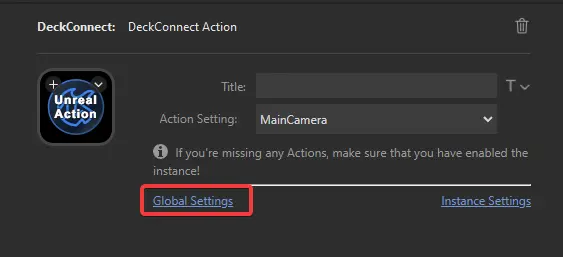 DeckConnect: DeckConnect Action
Title:
T
Unreal
Action
Action Setting: MainCamera
If you're missing any Actions, make sure that you have enabled the
instance!
Global Settings Instance Settings